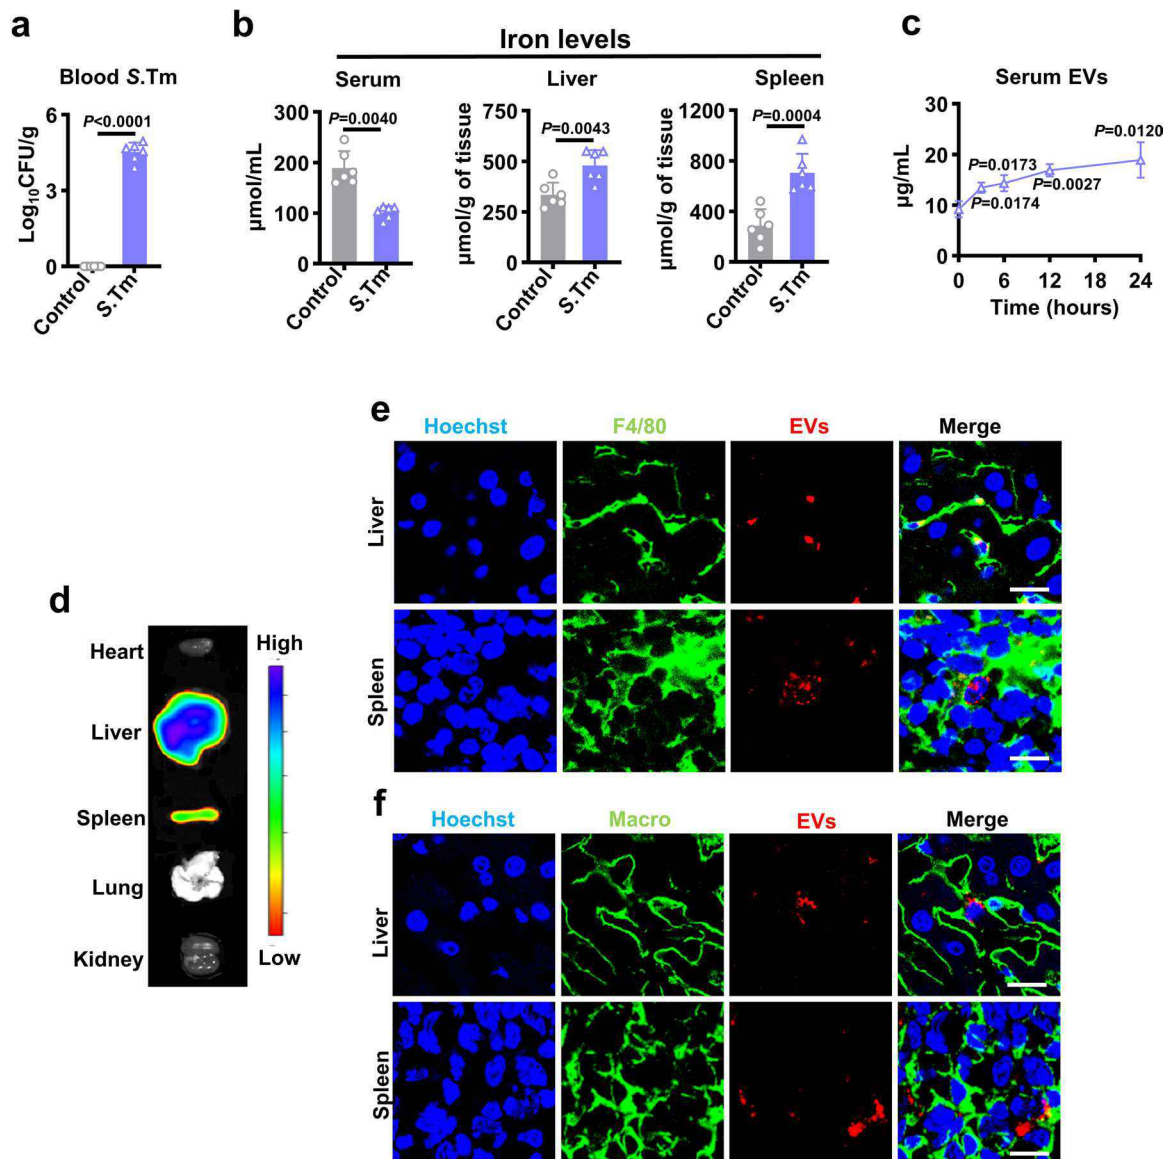 a
Blood S.Tm
P<0.0001
Log10CFU/g
6
3
0
Control
S.Tm
b
Iron levels
Serum
P=0.0040
µmol/mL
300
200
100
0
Control
S.Tm
Liver
P=0.0043
µmol/g of tissue
750
500
250
0
Control
S.Tm
Spleen
P=0.0004
µmol/g of tissue
1200
800
400
0
Control
S.Tm
c
Serum EVs
µg/mL
30
20
10
0
P=0.0174
P=0.0173
P=0.0027
P=0.0120
0 6 12 18 24
Time (hours)
d
Heart
Liver
Spleen
Lung
Kidney
High
Low
e
Hoechst F4/80 EVs Merge
Liver
Spleen
f
Hoechst Macro EVs Merge
Liver
Spleen